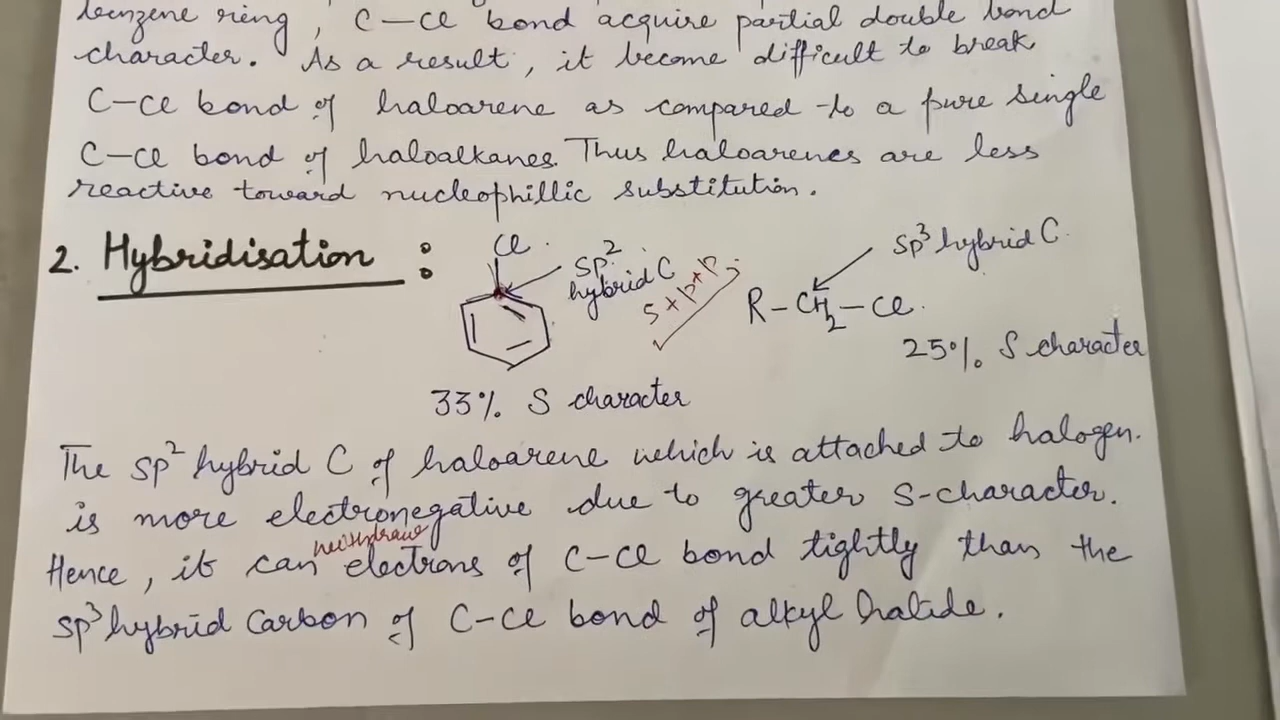 benzene ring, C-Cl bond acquire partial double bond
character. As a result, it become difficult to break
C-Cl bond of haloarene as compared to a pure single
C-Cl bond of haloalkanes. Thus haloarenes are less
reactive toward nucleophillic substitution.
2. Hybridisation :
Cl
sp² hybrid C
s+p+p
33% S character
sp³ hybrid C
R-CH₂-Cl
25% S character
The sp² hybrid C of haloarene which is attached to halogen.
is more electronegative due to greater S-character.
withdraw
Hence, it can electrons of C-Cl bond tightly than the
sp³ hybrid Carbon of C-Cl bond of alkyl halide.